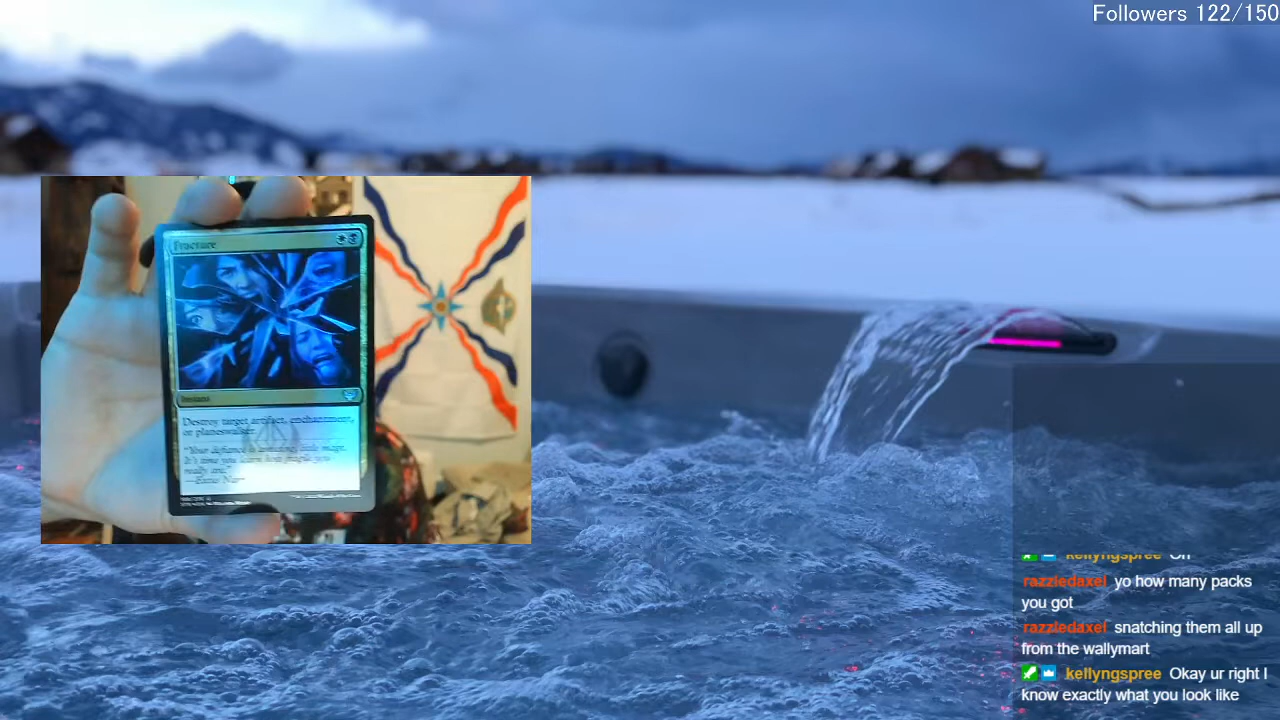 Followers 122/150
Fracture
Instant
Destroy target artifact, enchantment,
or planeswalker.
kellyngspree
razzledaxel yo how many packs
you got
razzledaxel snatching them all up
from the wallymart
kellyngspree Okay ur right I
know exactly what you look like